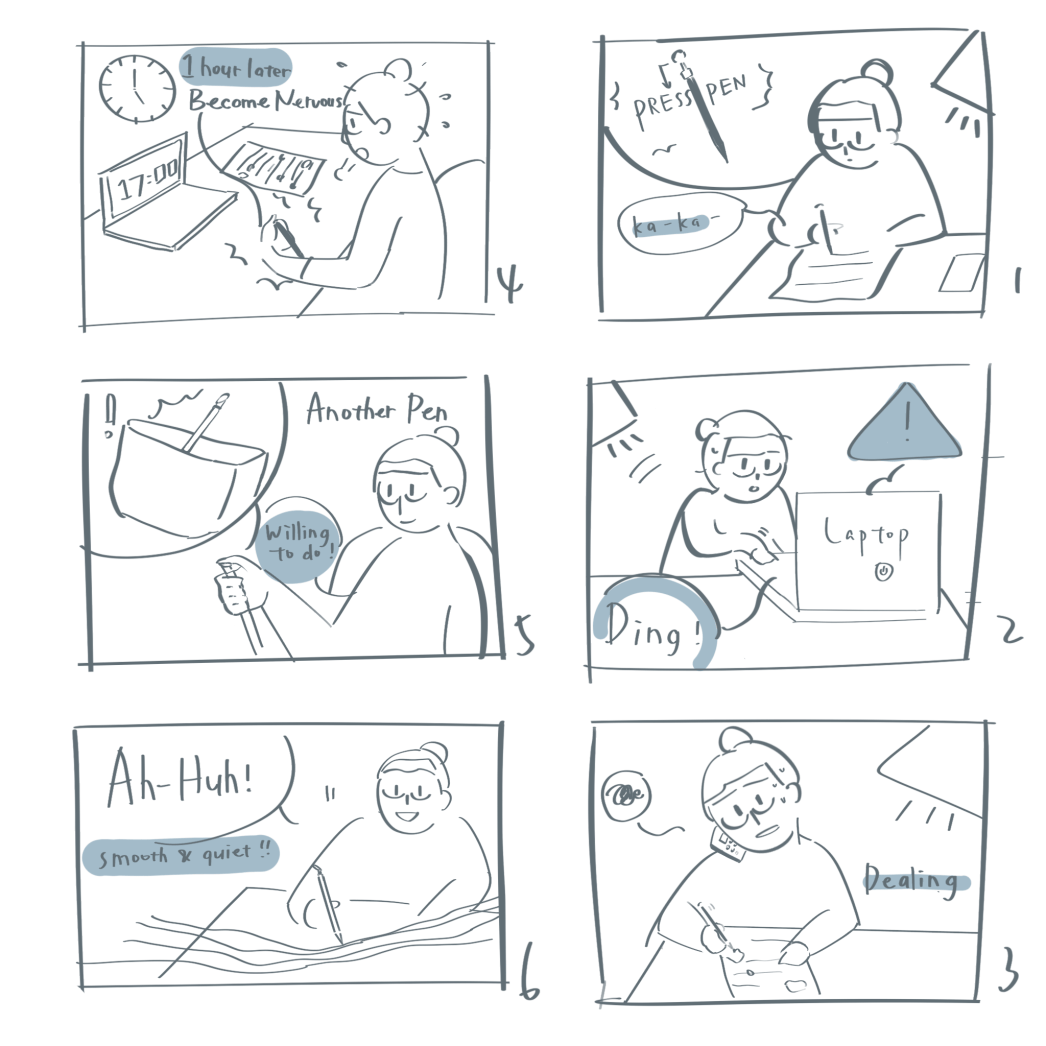 PRESS PEN
ka-ka-
1
Laptop
Ding!
2
Dealing
3
1 hour later
Become Nervous
17:00
4
Another Pen
!
Willing
to do!
5
Ah-Huh!
smooth & quiet!!
6